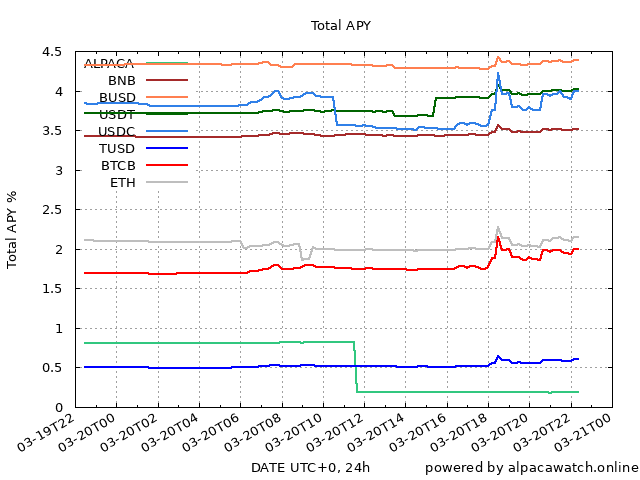 Total APY
Total APY %
4.5
4
3.5
3
2.5
2
1.5
1
0.5
0
ALPACA
BNB
BUSD
USDT
USDC
TUSD
BTCB
ETH
03-19T22
03-20T00
03-20T02
03-20T04
03-20T06
03-20T08
03-20T10
03-20T12
03-20T14
03-20T16
03-20T18
03-20T20
03-20T22
03-21T00
DATE UTC+0, 24h
powered by alpacawatch.online